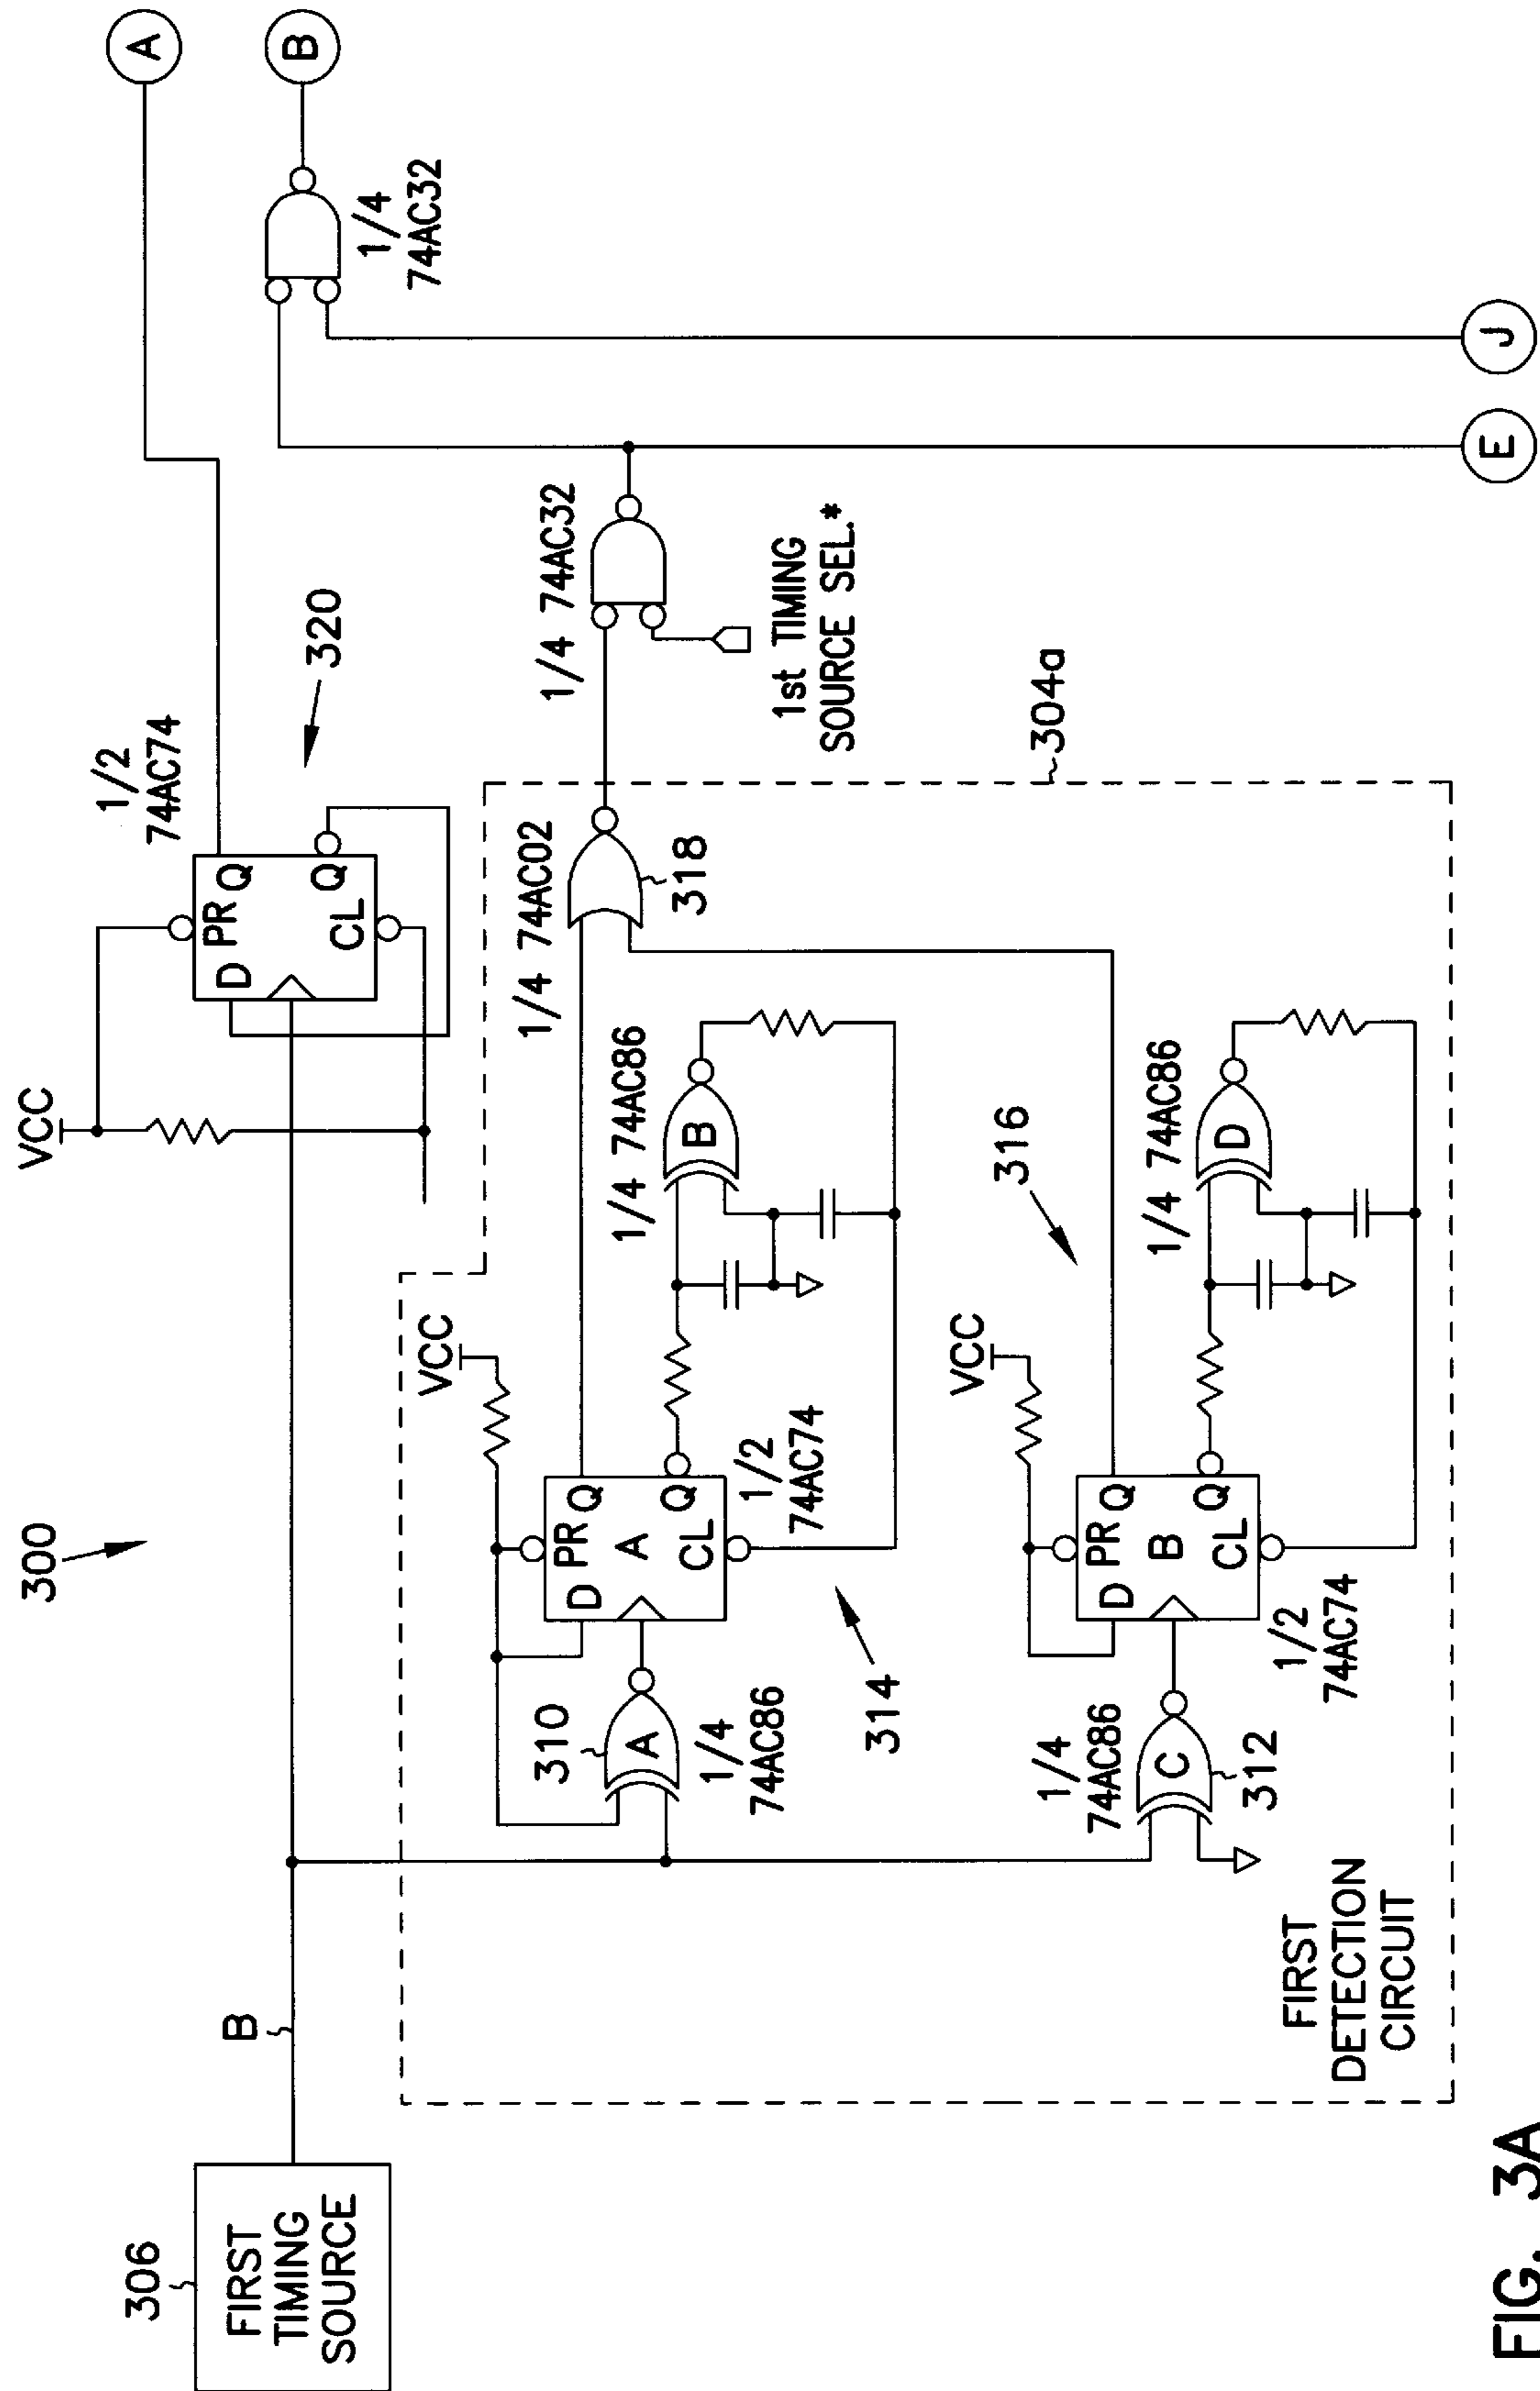 300
306
FIRST
TIMING
SOURCE
B
VCC
1/2
74AC74
D
PR
Q
Q
CL
320
A
B
1/4
74AC32
1/4 74AC32
1st TIMING
SOURCE SEL.*
304a
1/4 74AC02
318
VCC
310
A
1/4
74AC86
D
PR
Q
A
Q
CL
1/2
74AC74
314
B
1/4 74AC86
VCC
316
1/4
74AC86
C
312
D
PR
Q
B
Q
CL
1/2
74AC74
D
1/4 74AC86
FIRST
DETECTION
CIRCUIT
E
J
FIG. 3A